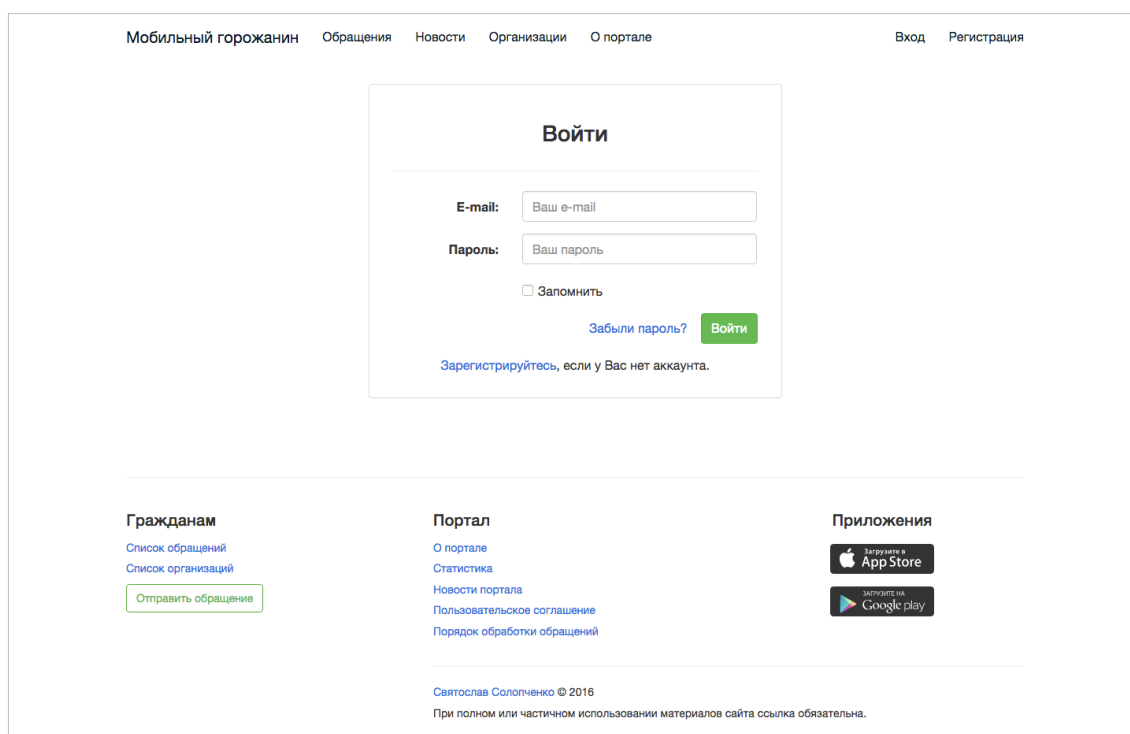 Мобильный горожанин Обращения Новости Организации О портале Вход Регистрация
Войти
E-mail: Ваш e-mail
Пароль: Ваш пароль
Запомнить
Забыли пароль? Войти
Зарегистрируйтесь, если у Вас нет аккаунта.
Гражданам
Список обращений
Список организаций
Отправить обращение
Портал
О портале
Статистика
Новости портала
Пользовательское соглашение
Порядок обработки обращений
Приложения
Загрузите в
App Store
ЗАГРУЗИТЕ НА
Google play
Святослав Солопченко © 2016
При полном или частичном использовании материалов сайта ссылка обязательна.